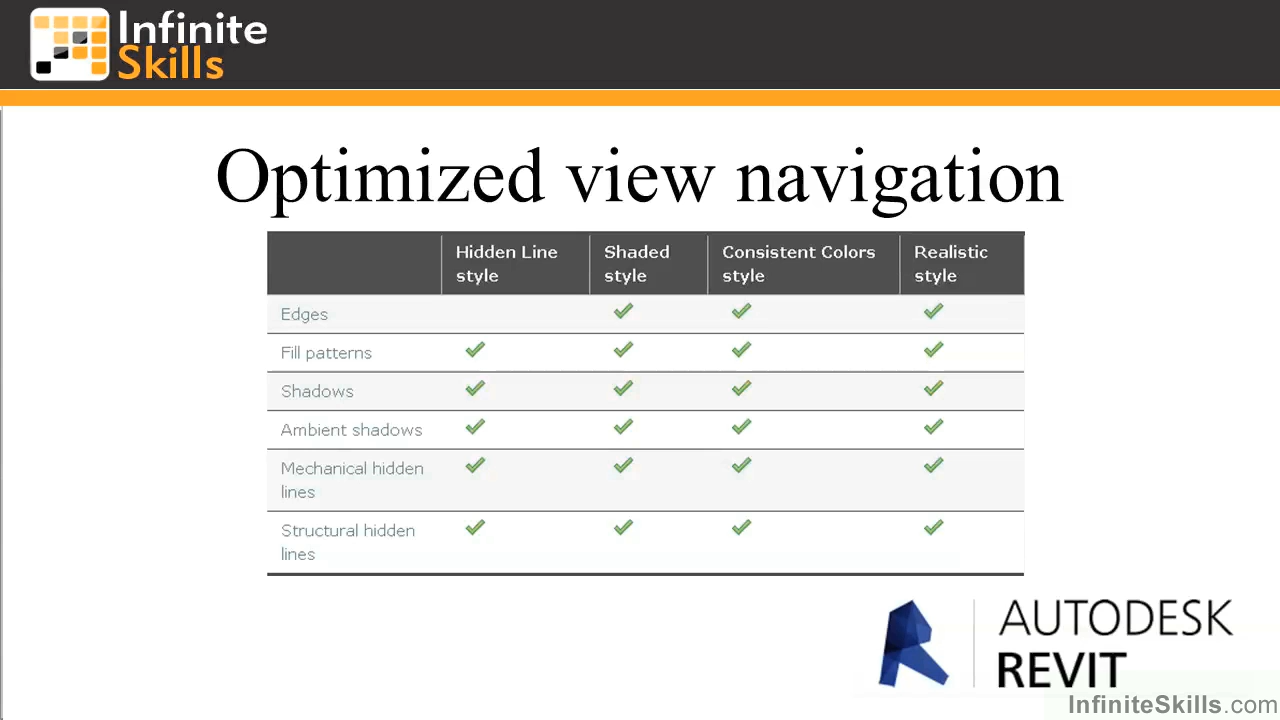 Infinite
Skills
Optimized view navigation
Hidden Line style Shaded style Consistent Colors style Realistic style
Edges ✓ ✓ ✓
Fill patterns ✓ ✓ ✓ ✓
Shadows ✓ ✓ ✓ ✓
Ambient shadows ✓ ✓ ✓ ✓
Mechanical hidden lines ✓ ✓ ✓ ✓
Structural hidden lines ✓ ✓ ✓ ✓
AUTODESK
REVIT
InfiniteSkills.com